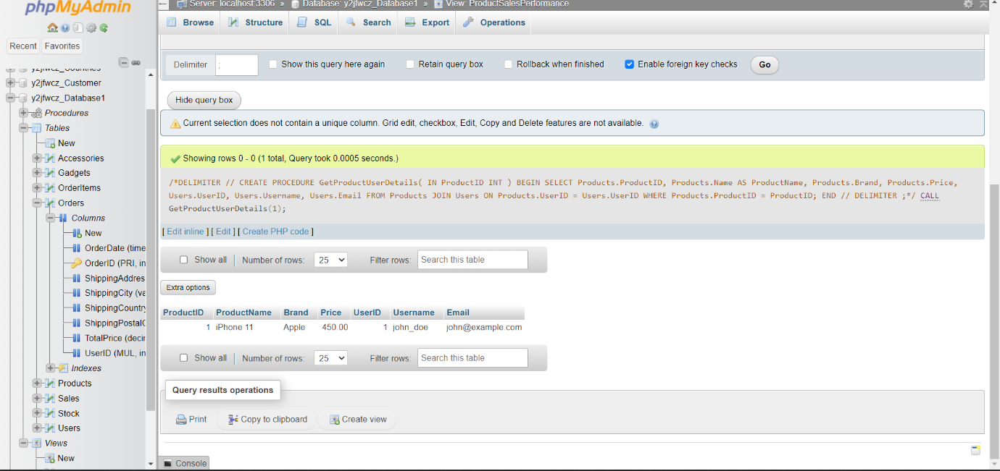 phpMyAdmin
Recent Favorites
y2jfwcz_Countries
y2jfwcz_Customer
y2jfwcz_Database1
Procedures
Tables
New
Accessories
Gadgets
OrderItems
Orders
Columns
New
OrderDate (time
OrderID (PRI, in
ShippingAddres
ShippingCity (va
ShippingCountry
ShippingPostalC
TotalPrice (decir
UserID (MUL, in
Indexes
Products
Sales
Stock
Users
Views
New
Server: localhost:3306 » Database: y2jfwcz_Database1 » View: ProductSalesPerformance
Browse Structure SQL Search Export Operations
Delimiter ; Show this query here again Retain query box Rollback when finished Enable foreign key checks Go
Hide query box
Current selection does not contain a unique column. Grid edit, checkbox, Edit, Copy and Delete features are not available.
Showing rows 0 - 0 (1 total, Query took 0.0005 seconds.)
/*DELIMITER // CREATE PROCEDURE GetProductUserDetails( IN ProductID INT ) BEGIN SELECT Products.ProductID, Products.Name AS ProductName, Products.Brand, Products.Price,
Users.UserID, Users.Username, Users.Email FROM Products JOIN Users ON Products.UserID = Users.UserID WHERE Products.ProductID = ProductID; END // DELIMITER ;*/ CALL
GetProductUserDetails(1);
[ Edit inline ] [ Edit ] [ Create PHP code ]
Show all Number of rows: 25 Filter rows: Search this table
Extra options
ProductID ProductName Brand Price UserID Username Email
1 iPhone 11 Apple 450.00 1 john_doe john@example.com
Show all Number of rows: 25 Filter rows: Search this table
Query results operations
Print Copy to clipboard Create view
Console